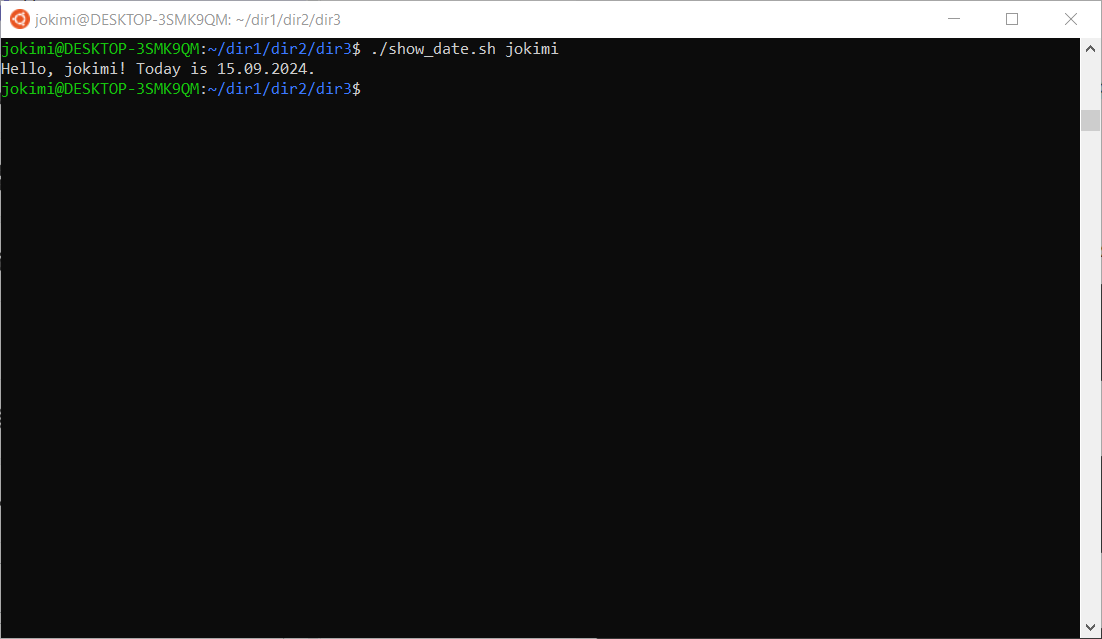 jokimi@DESKTOP-3SMK9QM: ~/dir1/dir2/dir3
jokimi@DESKTOP-3SMK9QM:~/dir1/dir2/dir3$ ./show_date.sh jokimi
Hello, jokimi! Today is 15.09.2024.
jokimi@DESKTOP-3SMK9QM:~/dir1/dir2/dir3$